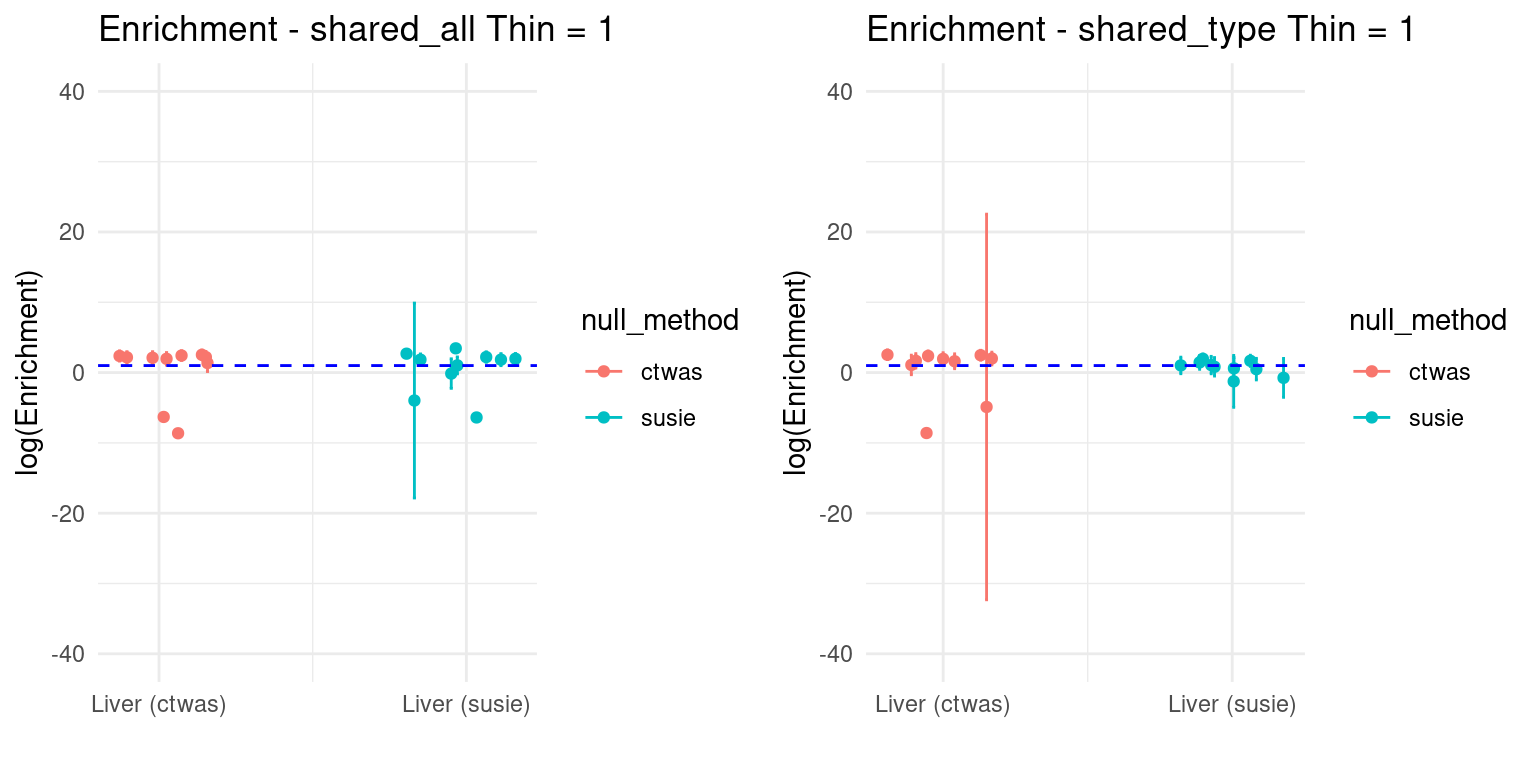 Enrichment - shared_all Thin = 1
log(Enrichment)
40
20
0
-20
-40
Liver (ctwas)
Liver (susie)
null_method
ctwas
susie
Enrichment - shared_type Thin = 1
log(Enrichment)
40
20
0
-20
-40
Liver (ctwas)
Liver (susie)
null_method
ctwas
susie